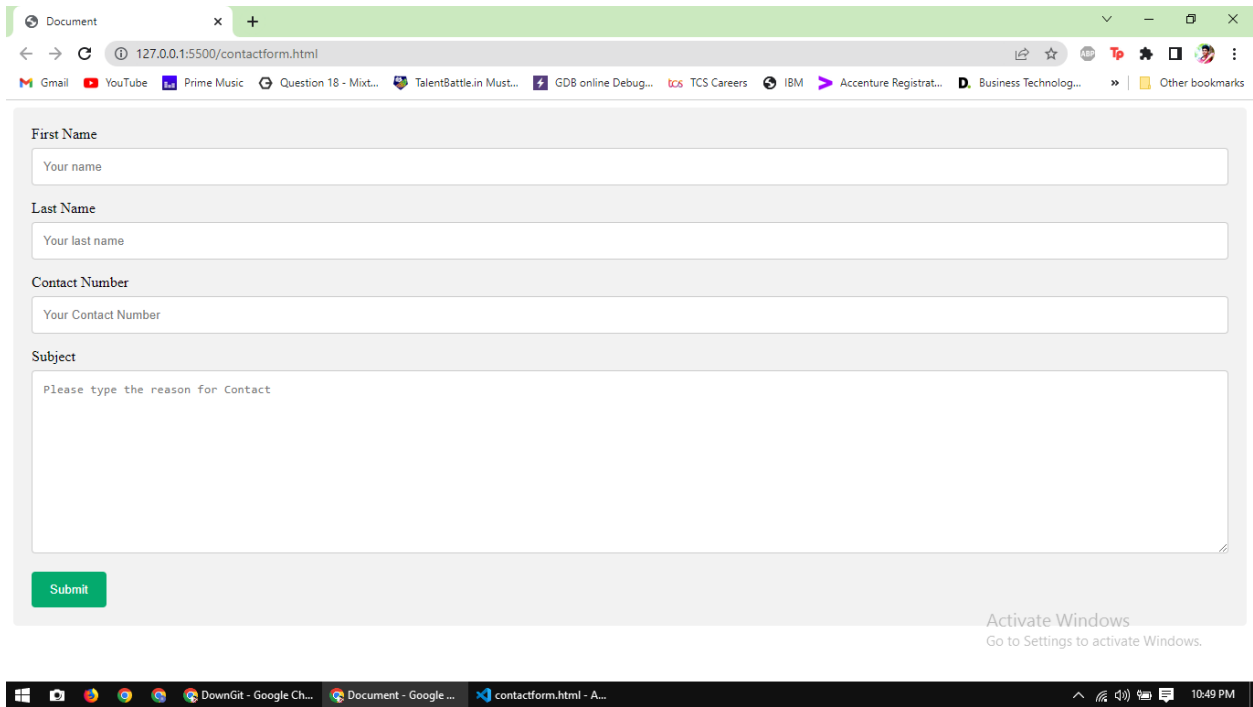 Document
127.0.0.1:5500/contactform.html
ABP Tp
Gmail YouTube Prime Music Question 18 - Mixt... TalentBattle.in Must... GDB online Debug... tcs TCS Careers IBM Accenture Registrat... D. Business Technolog... » Other bookmarks
First Name
Your name
Last Name
Your last name
Contact Number
Your Contact Number
Subject
Please type the reason for Contact
Submit
Activate Windows
Go to Settings to activate Windows.
DownGit - Google Ch... Document - Google ... contactform.html - A... 10:49 PM